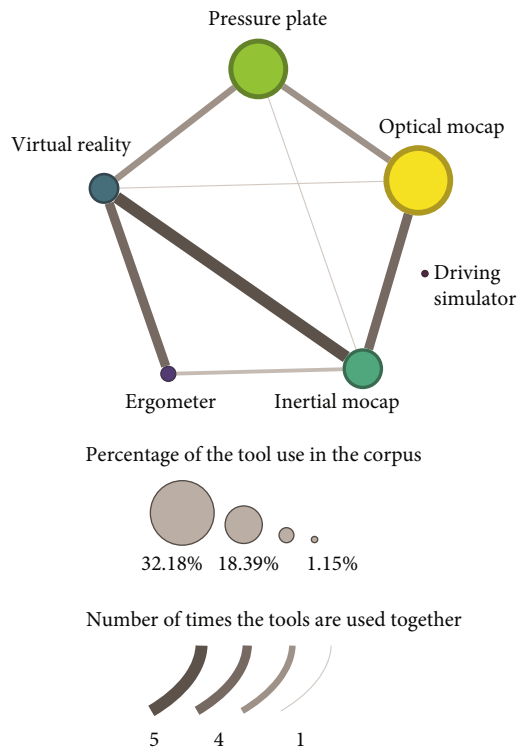 Pressure plate
Optical mocap
Virtual reality
Driving
simulator
Ergometer
Inertial mocap
Percentage of the tool use in the corpus
32.18% 18.39% 1.15%
Number of times the tools are used together
5 4 1